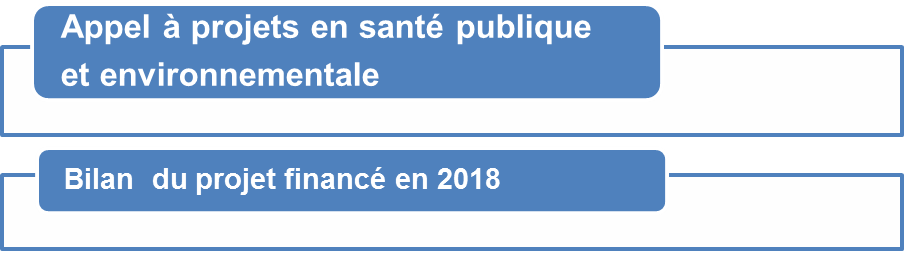 Appel à projets en santé publique
et environnementale
Bilan  du projet financé en 2018